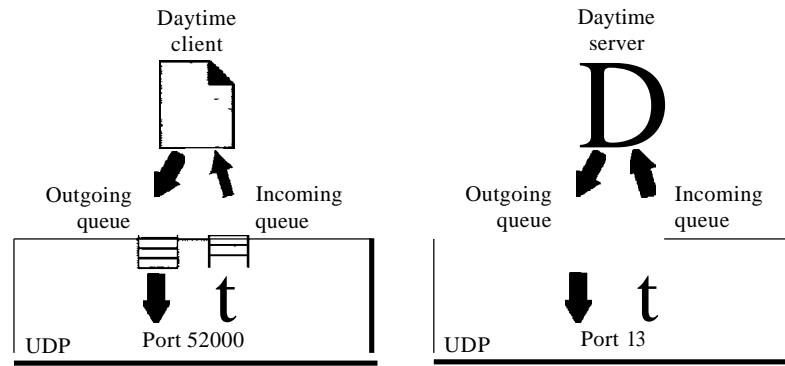 Daytime
client
Daytime
server
D
Outgoing
queue
Incoming
queue
Outgoing
queue
Incoming
queue
t
t
UDP
Port 52000
UDP
Port 13